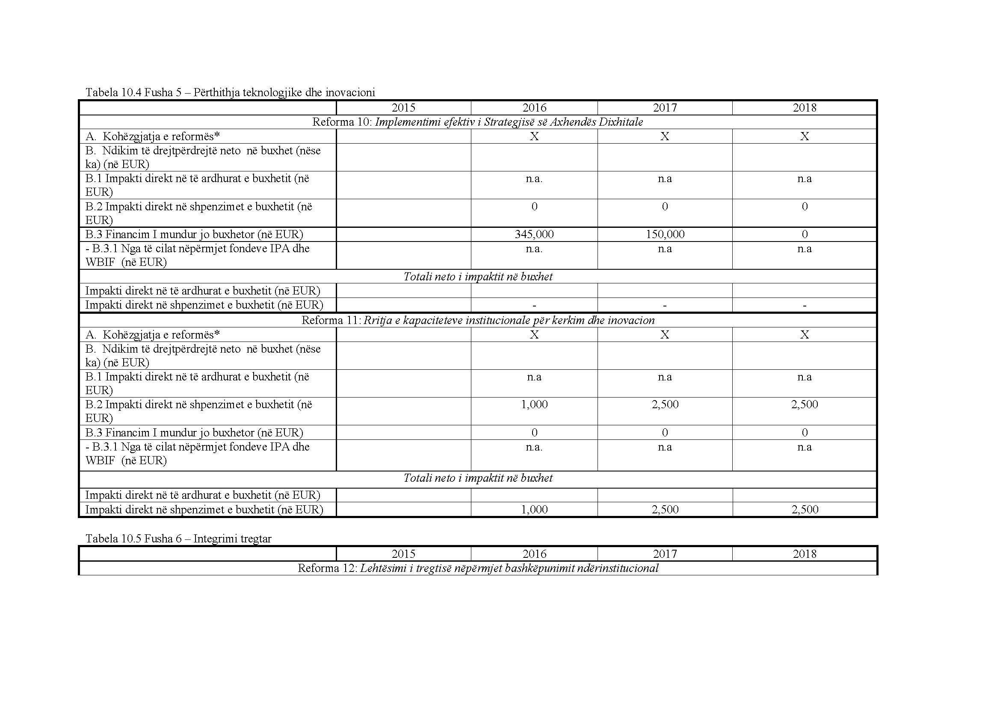 Tabela 10.4 Fusha 5 – Përthithja teknologjike dhe inovacioni
2015 2016 2017 2018
Reforma 10: Implementimi efektiv i Strategjisë së Axhendës Dixhitale
A. Kohëzgjatja e reformës* X X X
B. Ndikim të drejtpërdrejtë neto në buxhet (nëse
ka) (në EUR)
B.1 Impakti direkt në të ardhurat e buxhetit (në n.a. n.a n.a
EUR)
B.2 Impakti direkt në shpenzimet e buxhetit (në 0 0 0
EUR)
B.3 Financim I mundur jo buxhetor (në EUR) 345,000 150,000 0
- B.3.1 Nga të cilat nëpërmjet fondeve IPA dhe n.a. n.a n.a
WBIF (në EUR)
Totali neto i impaktit në buxhet
Impakti direkt në të ardhurat e buxhetit (në EUR)
Impakti direkt në shpenzimet e buxhetit (në EUR) - - -
Reforma 11: Rritja e kapaciteteve institucionale për kerkim dhe inovacion
A. Kohëzgjatja e reformës* X X X
B. Ndikim të drejtpërdrejtë neto në buxhet (nëse
ka) (në EUR)
B.1 Impakti direkt në të ardhurat e buxhetit (në n.a n.a n.a
EUR)
B.2 Impakti direkt në shpenzimet e buxhetit (në 1,000 2,500 2,500
EUR)
B.3 Financim I mundur jo buxhetor (në EUR) 0 0 0
- B.3.1 Nga të cilat nëpërmjet fondeve IPA dhe n.a. n.a n.a
WBIF (në EUR)
Totali neto i impaktit në buxhet
Impakti direkt në të ardhurat e buxhetit (në EUR)
Impakti direkt në shpenzimet e buxhetit (në EUR) 1,000 2,500 2,500
Tabela 10.5 Fusha 6 – Integrimi tregtar
2015 2016 2017 2018
Reforma 12: Lehtësimi i tregtisë nëpërmjet bashkëpunimit ndërinstitucional